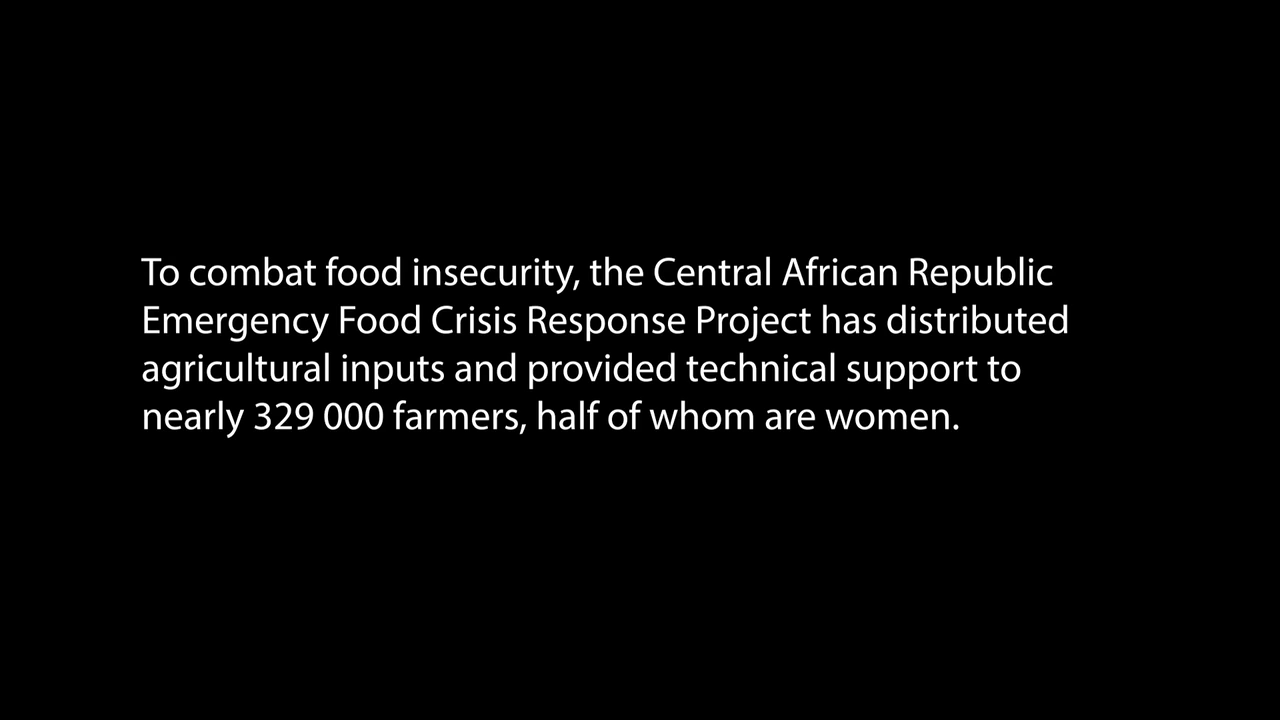 To combat food insecurity, the Central African Republic
Emergency Food Crisis Response Project has distributed
agricultural inputs and provided technical support to
nearly 329 000 farmers, half of whom are women.